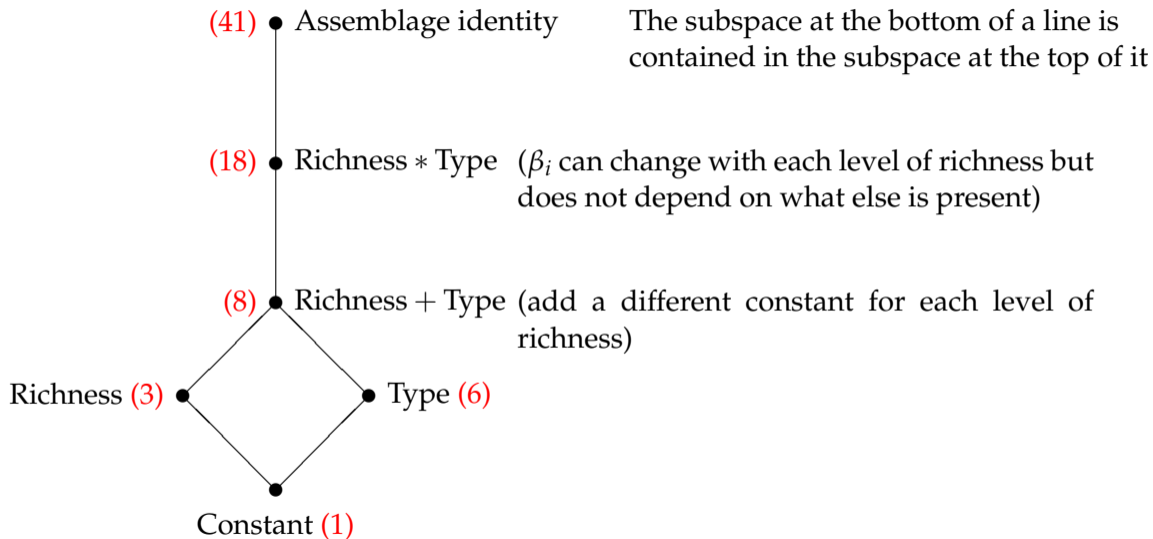 (41) Assemblage identity
The subspace at the bottom of a line is
contained in the subspace at the top of it
(18) Richness ∗ Type (βᵢ can change with each level of richness but
does not depend on what else is present)
(8) Richness + Type (add a different constant for each level of
richness)
Richness (3)
Type (6)
Constant (1)